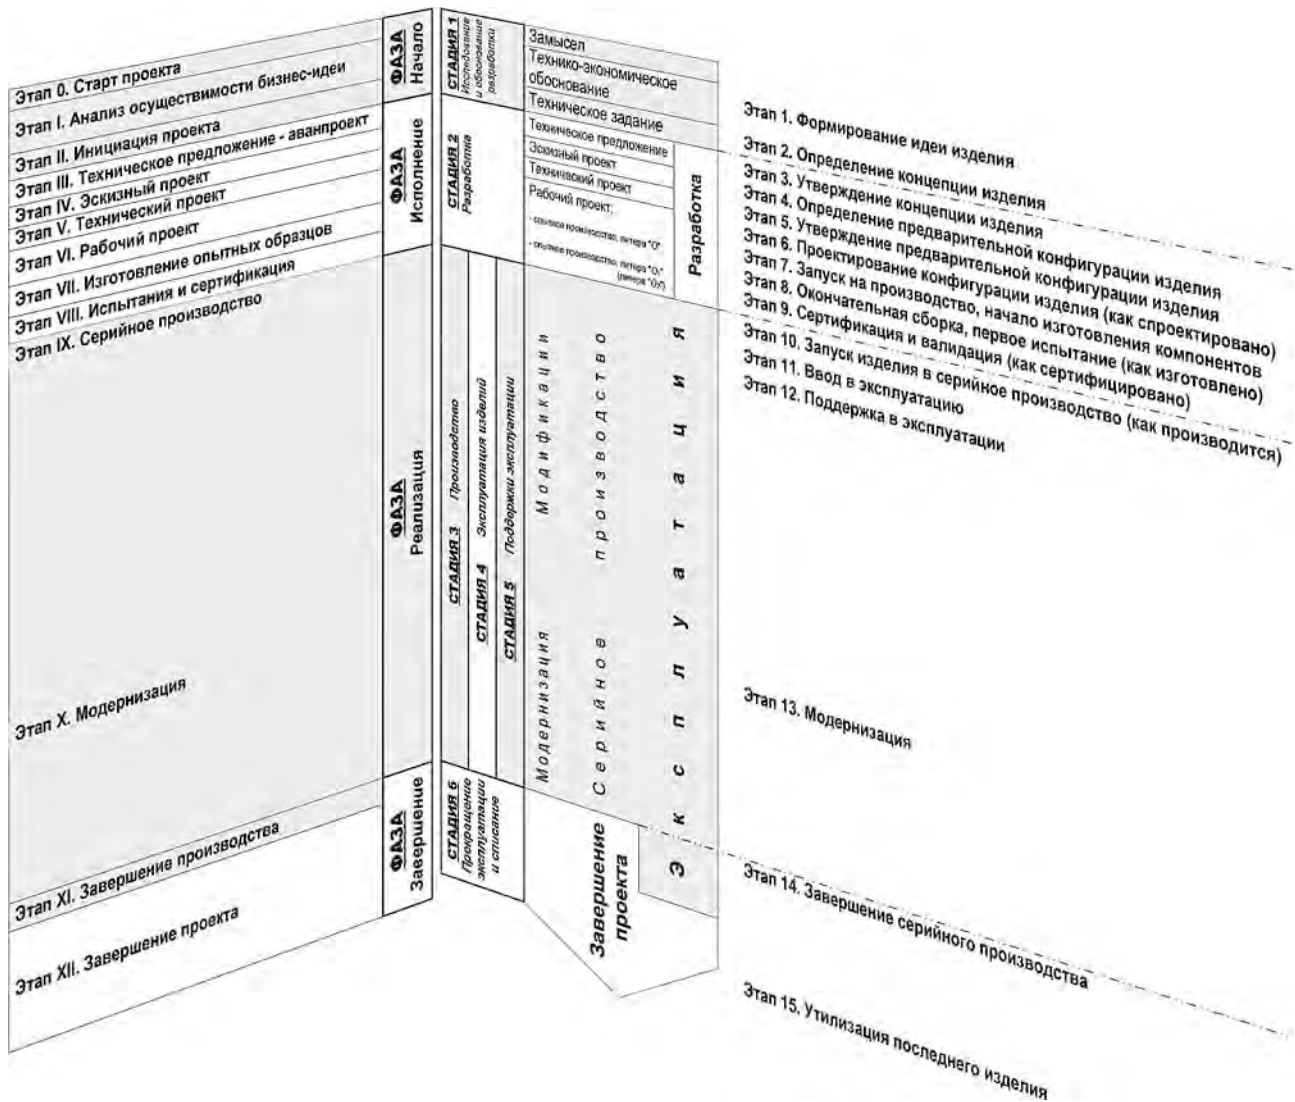 Этап 0. Старт проекта
Этап I. Анализ осуществимости бизнес-идеи
Этап II. Инициация проекта
Этап III. Техническое предложение - аванпроект
Этап IV. Эскизный проект
Этап V. Технический проект
Этап VI. Рабочий проект
Этап VII. Изготовление опытных образцов
Этап VIII. Испытания и сертификация
Этап IX. Серийное производство
Этап X. Модернизация
Этап XI. Завершение производства
Этап XII. Завершение проекта
ФАЗА
Начало
ФАЗА
Исполнение
ФАЗА
Реализация
ФАЗА
Завершение
СТАДИЯ 1
Исследование
и обоснование
разработки
СТАДИЯ 2
Разработка
СТАДИЯ 3 Производство
СТАДИЯ 4 Эксплуатация изделий
СТАДИЯ 5 Поддержки эксплуатации
СТАДИЯ 6
Прокращение
эксплуатации
и списание
Замысел
Технико-экономическое
обоснование
Техническое задание
Техническое предложение
Эскизный проект
Технический проект
Рабочий проект;
- опытное производство, литера "О"
- опытное производство, литера "О₁"
Разработка
Модернизация Модификации
Серийное производство
Эксплуатация
Завершение
проекта
Этап 1. Формирование идеи изделия
Этап 2. Определение концепции изделия
Этап 3. Утверждение концепции изделия
Этап 4. Определение предварительной конфигурации изделия
Этап 5. Утверждение предварительной конфигурации изделия
Этап 6. Проектирование конфигурации изделия (как спроектировано)
Этап 7. Запуск на производство, начало изготовления компонентов
Этап 8. Окончательная сборка, первое испытание (как изготовлено)
Этап 9. Сертификация и валидация (как сертифицировано)
Этап 10. Запуск изделия в серийное производство (как производится)
Этап 11. Ввод в эксплуатацию
Этап 12. Поддержка в эксплуатации
Этап 13. Модернизация
Этап 14. Завершение серийного производства
Этап 15. Утилизация последнего изделия